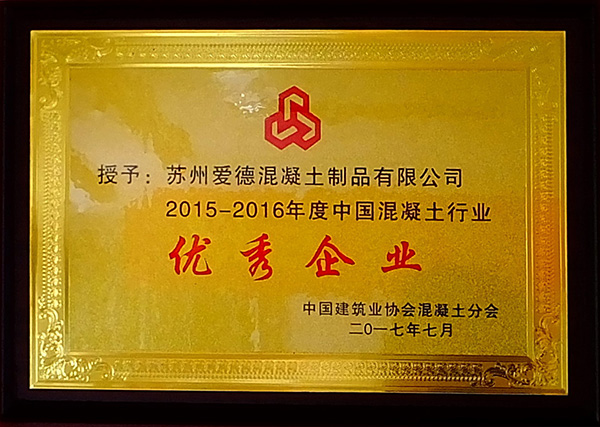 授予：苏州爱德混凝土制品有限公司
2015-2016年度中国混凝土行业
优秀企业
中国建筑业协会混凝土分会
二〇一七年七月